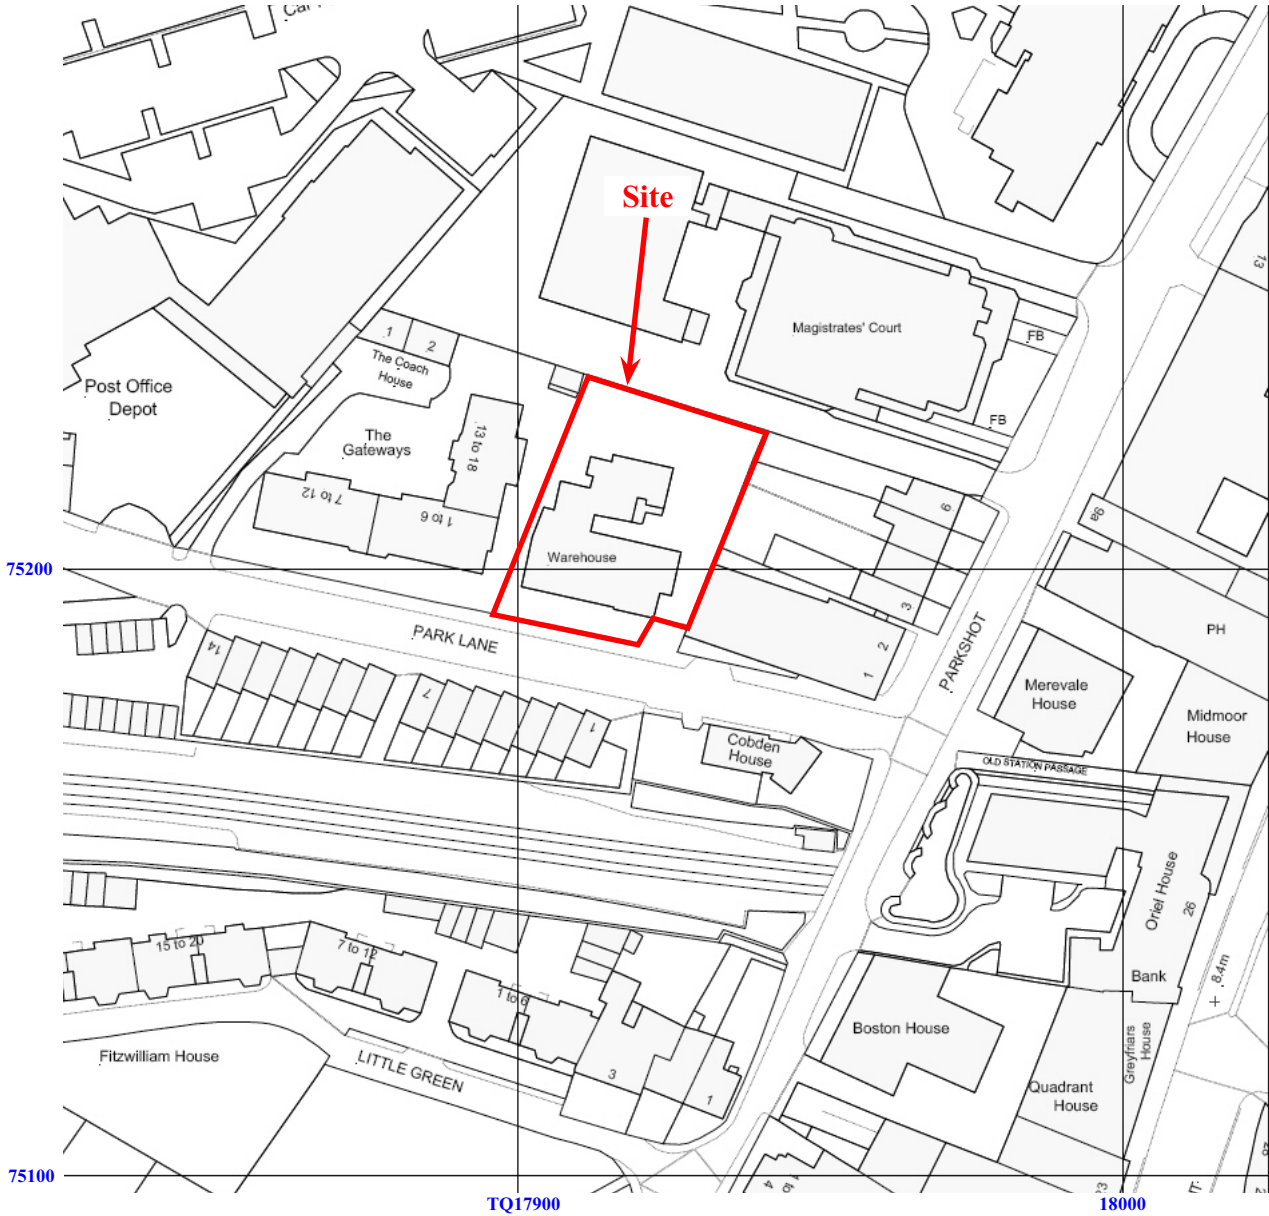 Site
13
Magistrates' Court
FB
1
2
The Coach
House
Post Office
Depot
FB
The
Gateways
13 to 18
7 to 12
1 to 6
6
9a
Warehouse
75200
3
PH
PARK LANE
2
1
PARKSHOT
14
7
1
Merevale
House
Midmoor
House
Cobden
House
OLD STATION PASSAGE
Oriel House
26
15 to 20
7 to 12
1 to 6
Bank
8.4m
Boston House
Greyfriars
House
Fitzwilliam House
LITTLE GREEN
3
1
Quadrant
House
75100
TQ17900
18000